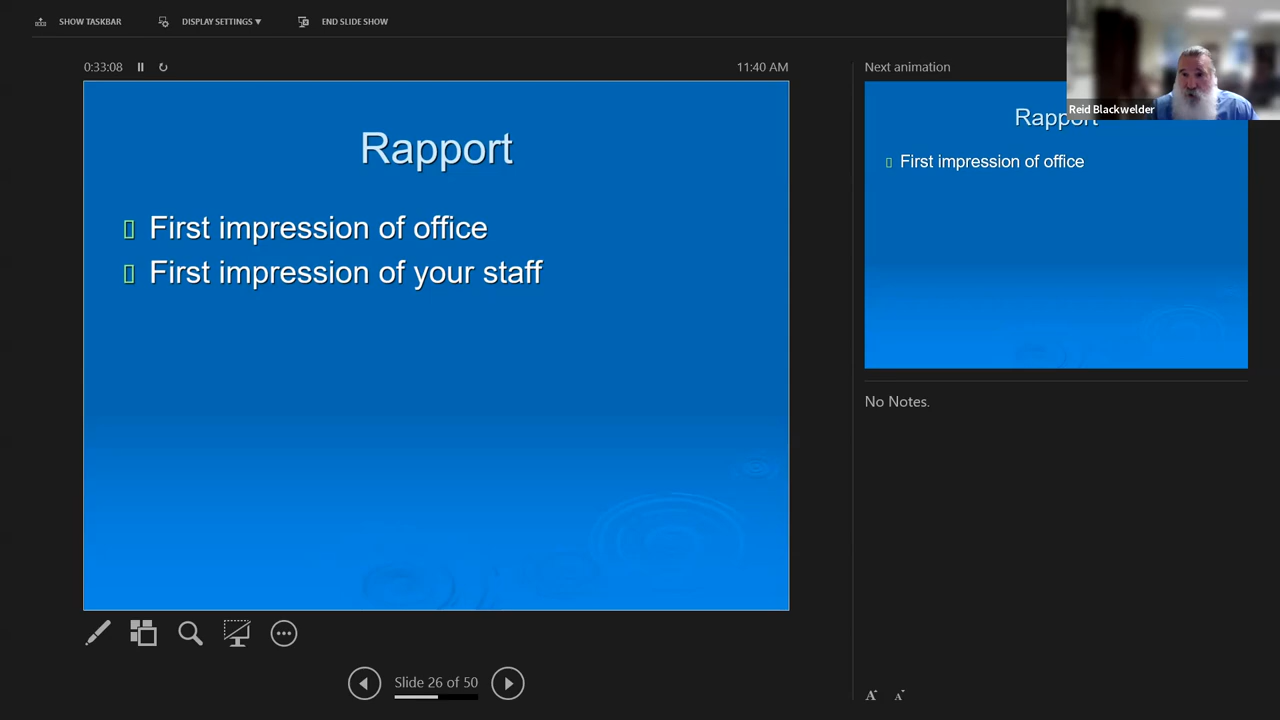 SHOW TASKBAR
DISPLAY SETTINGS ▼
END SLIDE SHOW
0:33:08
11:40 AM
Next animation
Reid Blackwelder
Rapport
First impression of office
First impression of your staff
Rapport
First impression of office
No Notes.
Slide 26 of 50
A A